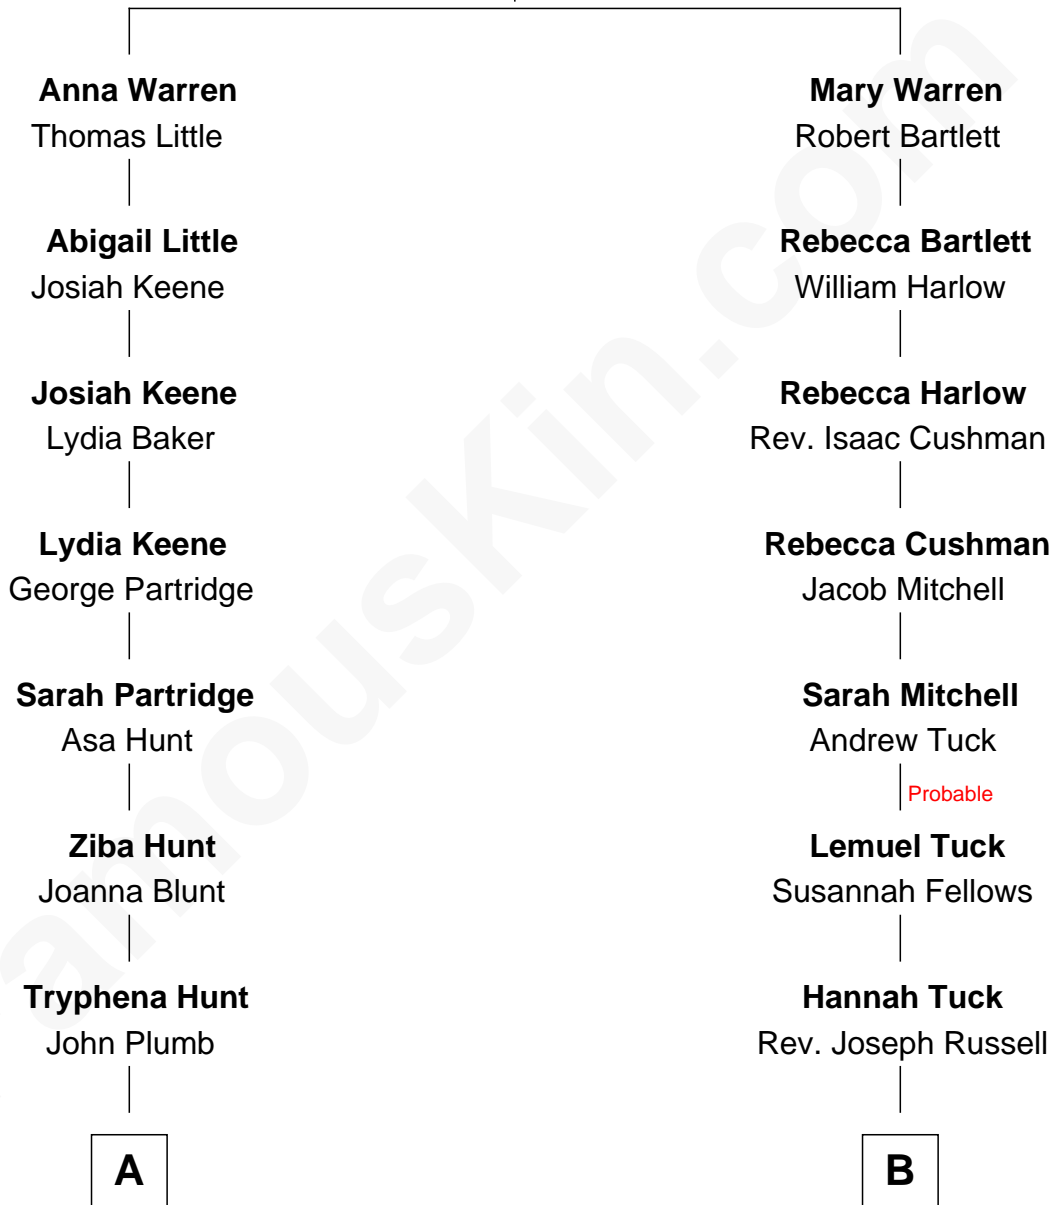 Anna Warren
Thomas Little
Mary Warren
Robert Bartlett
Abigail Little
Josiah Keene
Rebecca Bartlett
William Harlow
Josiah Keene
Lydia Baker
Rebecca Harlow
Rev. Isaac Cushman
Lydia Keene
George Partridge
Rebecca Cushman
Jacob Mitchell
Sarah Partridge
Asa Hunt
Sarah Mitchell
Andrew Tuck
Probable
Ziba Hunt
Joanna Blunt
Lemuel Tuck
Susannah Fellows
Tryphena Hunt
John Plumb
Hannah Tuck
Rev. Joseph Russell
A
B
amouskin.com